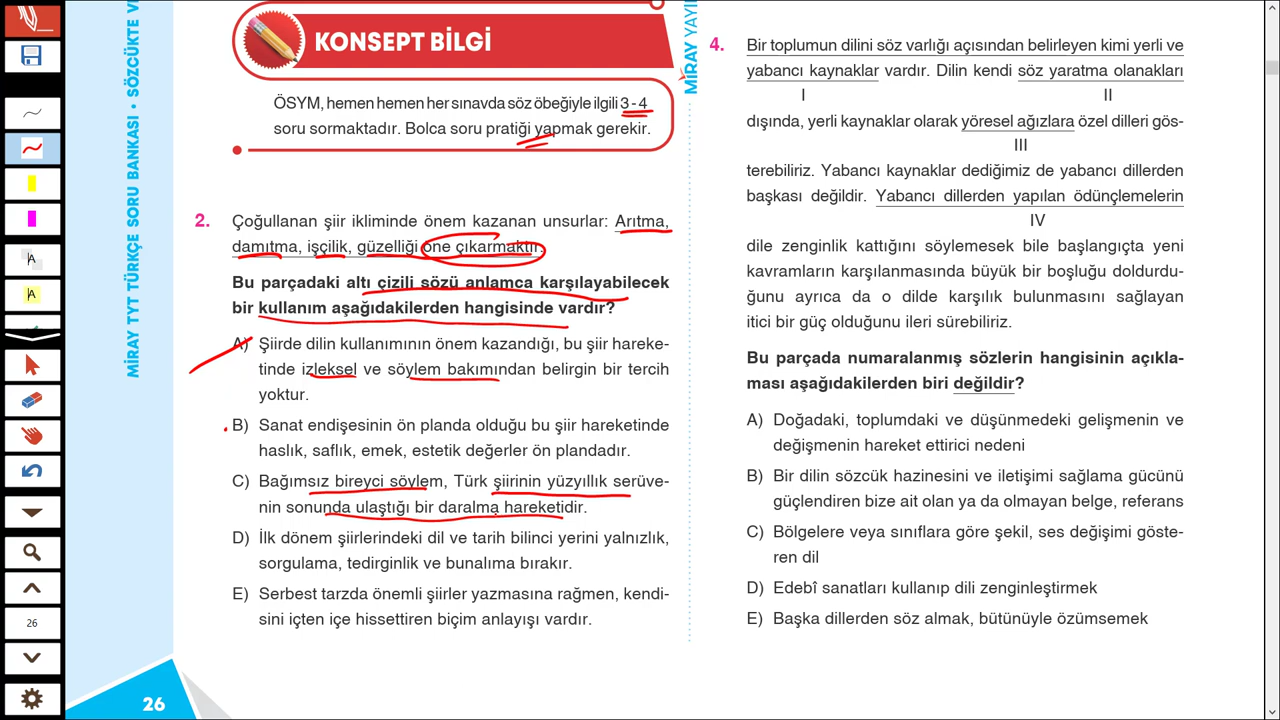 MİRAY TYT TÜRKÇE SORU BANKASI • SÖZCÜKTE V
KONSEPT BİLGİ
ÖSYM, hemen hemen her sınavda söz öbeğiyle ilgili 3 - 4
soru sormaktadır. Bolca soru pratiği yapmak gerekir.
2. Çoğullanan şiir ikliminde önem kazanan unsurlar: Arıtma,
damıtma, işçilik, güzelliği öne çıkarmaktır.
Bu parçadaki altı çizili sözü anlamca karşılayabilecek
bir kullanım aşağıdakilerden hangisinde vardır?
A) Şiirde dilin kullanımının önem kazandığı, bu şiir hareke-
tinde izleksel ve söylem bakımından belirgin bir tercih
yoktur.
B) Sanat endişesinin ön planda olduğu bu şiir hareketinde
haslık, saflık, emek, estetik değerler ön plandadır.
C) Bağımsız bireyci söylem, Türk şiirinin yüzyıllık serüve-
nin sonunda ulaştığı bir daralma hareketidir.
D) İlk dönem şiirlerindeki dil ve tarih bilinci yerini yalnızlık,
sorgulama, tedirginlik ve bunalıma bırakır.
E) Serbest tarzda önemli şiirler yazmasına rağmen, kendi-
sini içten içe hissettiren biçim anlayışı vardır.
26
MİRAY YAYI
4. Bir toplumun dilini söz varlığı açısından belirleyen kimi yerli ve
yabancı kaynaklar vardır. Dilin kendi söz yaratma olanakları
I II
dışında, yerli kaynaklar olarak yöresel ağızlara özel dilleri gös-
III
terebiliriz. Yabancı kaynaklar dediğimiz de yabancı dillerden
başkası değildir. Yabancı dillerden yapılan ödünçlemelerin
IV
dile zenginlik kattığını söylemesek bile başlangıçta yeni
kavramların karşılanmasında büyük bir boşluğu doldurdu-
ğunu ayrıca da o dilde karşılık bulunmasını sağlayan
itici bir güç olduğunu ileri sürebiliriz.
Bu parçada numaralanmış sözlerin hangisinin açıkla-
ması aşağıdakilerden biri değildir?
A) Doğadaki, toplumdaki ve düşünmedeki gelişmenin ve
değişmenin hareket ettirici nedeni
B) Bir dilin sözcük hazinesini ve iletişimi sağlama gücünü
güçlendiren bize ait olan ya da olmayan belge, referans
C) Bölgelere veya sınıflara göre şekil, ses değişimi göste-
ren dil
D) Edebî sanatları kullanıp dili zenginleştirmek
E) Başka dillerden söz almak, bütünüyle özümsemek
A
A
26